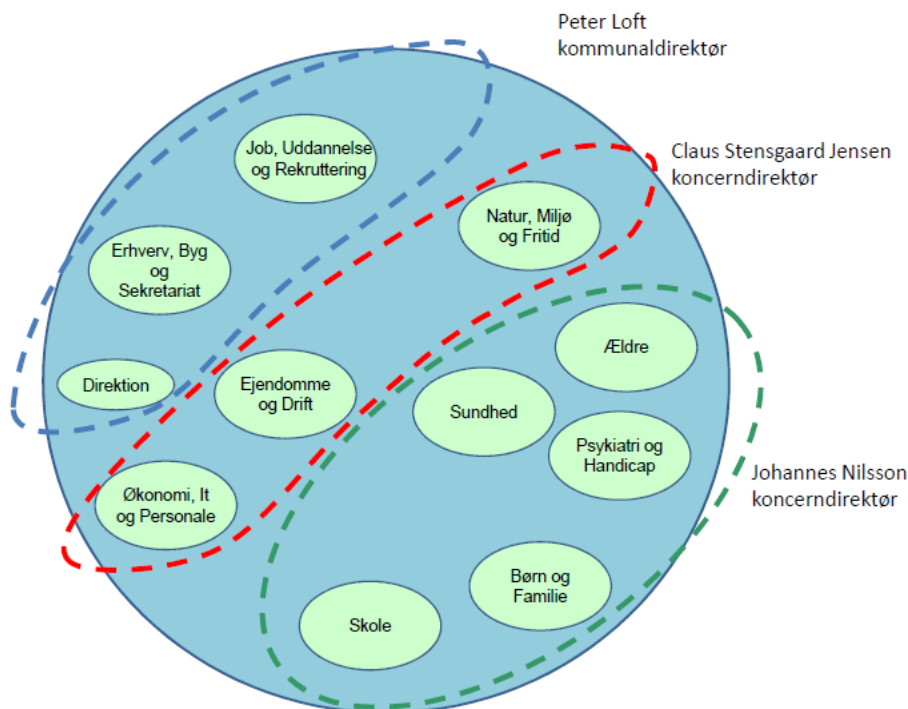 Peter Loft
kommunaldirektør
Job, Uddannelse
og Rekruttering
Claus Stensgaard Jensen
koncerndirektør
Natur, Miljø
og Fritid
Erhverv, Byg
og
Sekretariat
Ældre
Direktion
Ejendomme
og Drift
Sundhed
Psykiatri og
Handicap
Johannes Nilsson
koncerndirektør
Økonomi, It
og Personale
Børn og
Familie
Skole